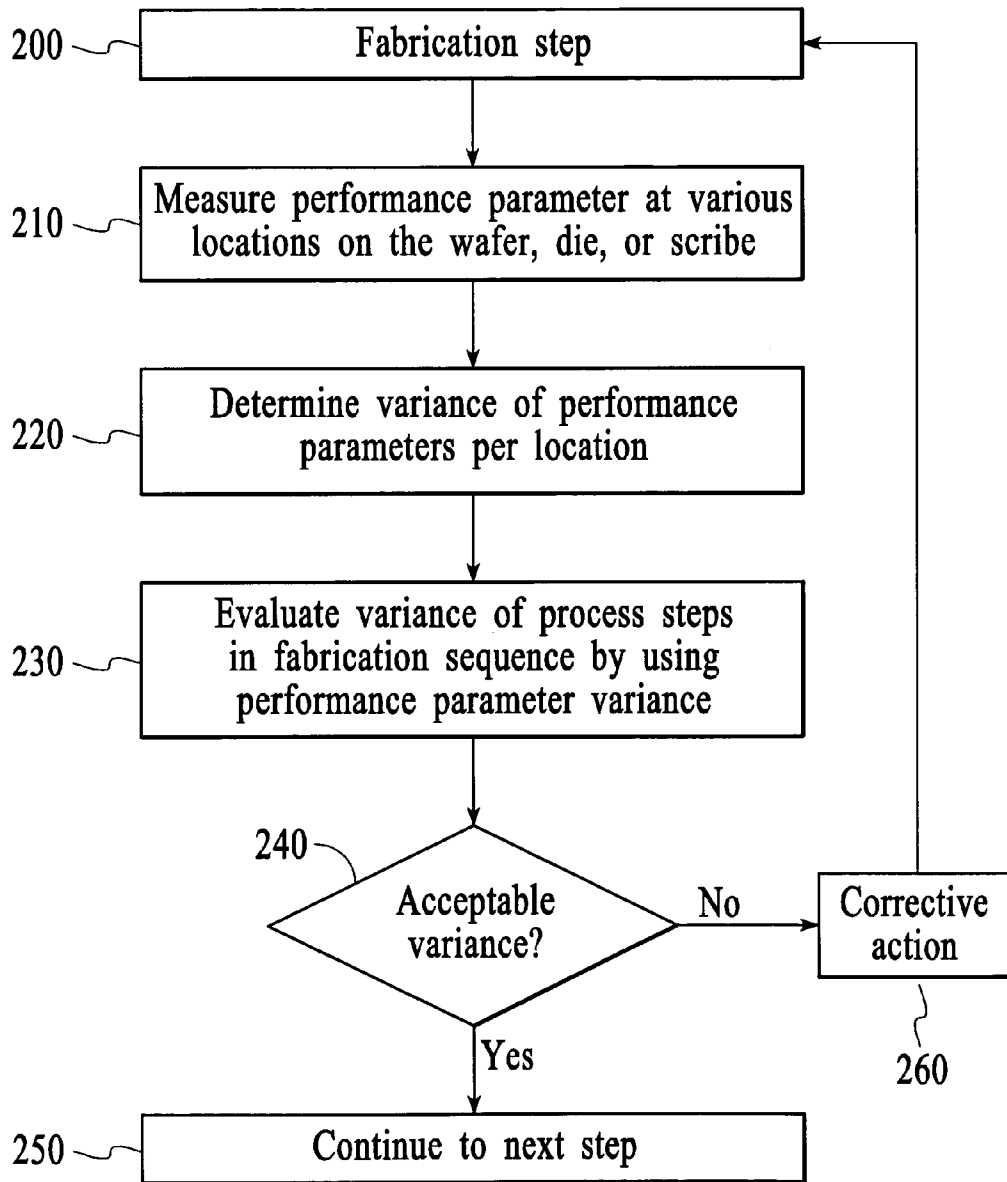 200
Fabrication step
210
Measure performance parameter at various
locations on the wafer, die, or scribe
220
Determine variance of performance
parameters per location
230
Evaluate variance of process steps
in fabrication sequence by using
performance parameter variance
240
Acceptable
variance?
No
Corrective
action
260
Yes
250
Continue to next step